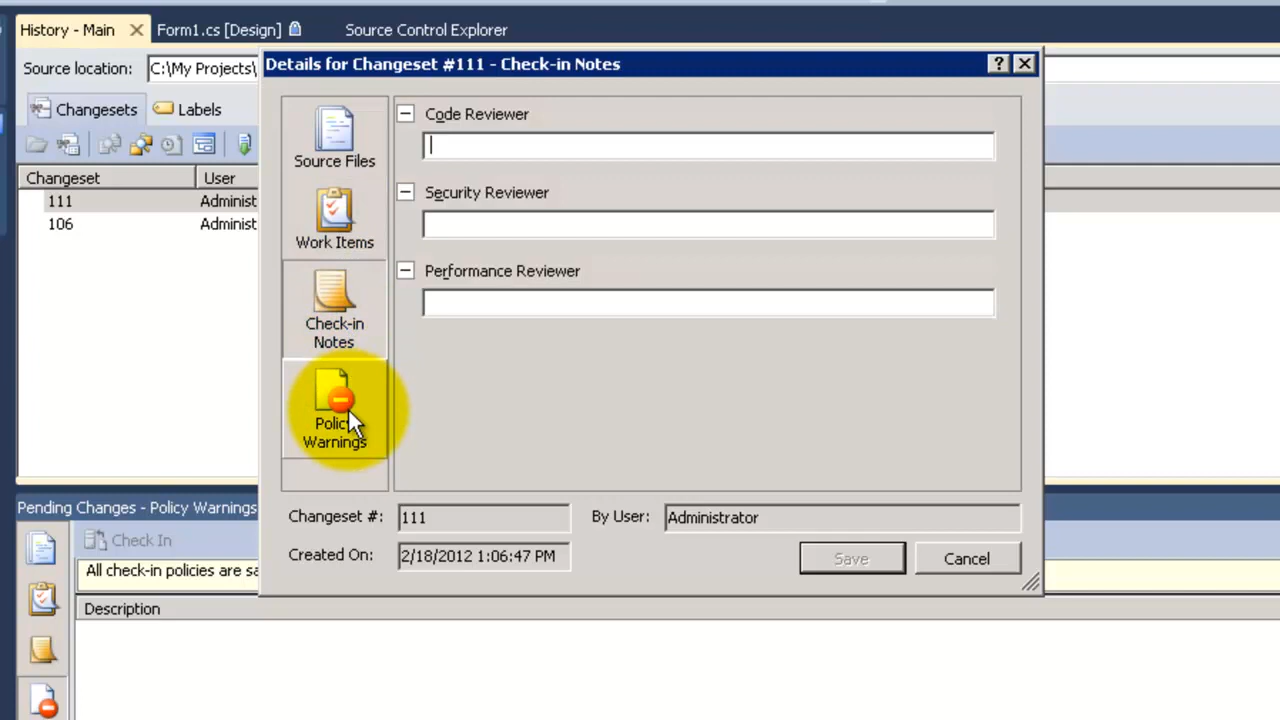 History - Main
Form1.cs [Design]
Source Control Explorer
Source location:
C:\My Projects\
Details for Changeset #111 - Check-in Notes
Changesets
Labels
Changeset
User
111
Administ
106
Administ
Source Files
Work Items
Check-in
Notes
Policy
Warnings
Code Reviewer
Security Reviewer
Performance Reviewer
Changeset #:
111
By User:
Administrator
Created On:
2/18/2012 1:06:47 PM
Save
Cancel
Pending Changes - Policy Warnings
Check In
All check-in policies are sa
Description